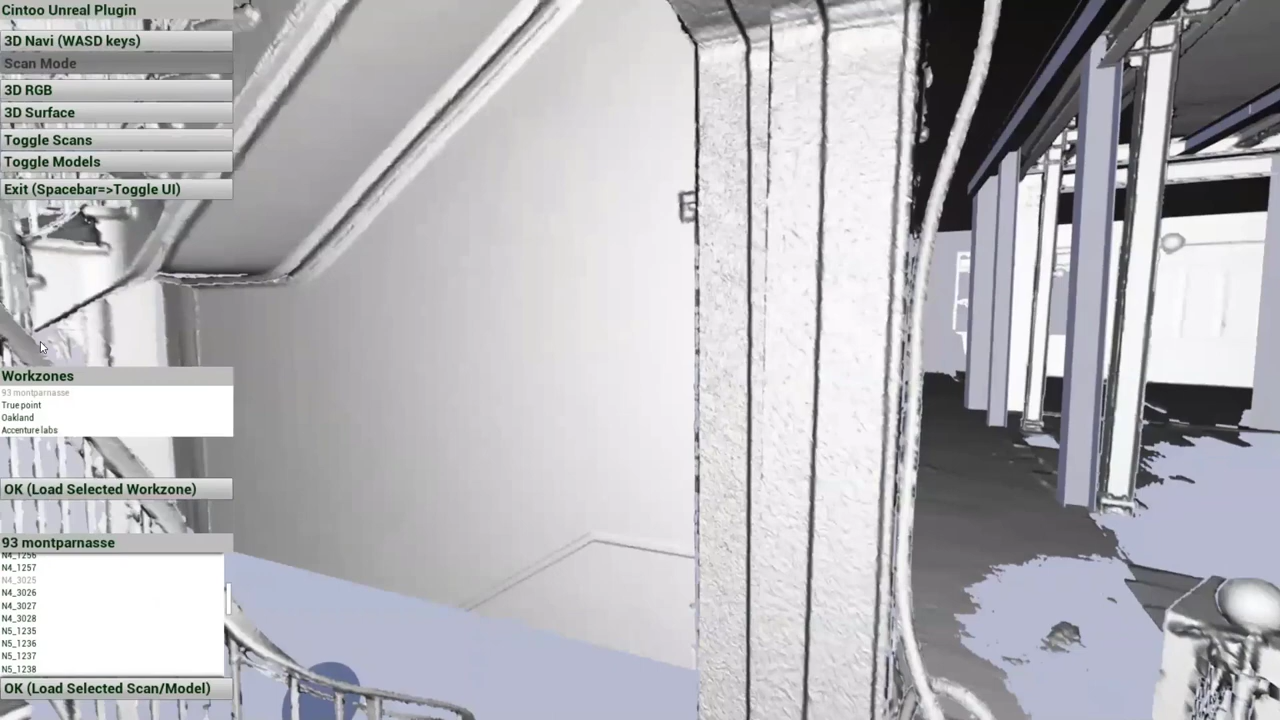 Cintoo Unreal Plugin
3D Navi (WASD keys)
Scan Mode
3D RGB
3D Surface
Toggle Scans
Toggle Models
Exit (Spacebar=>Toggle UI)
Workzones
93 montparnasse
True point
Oakland
Accenture labs
OK (Load Selected Workzone)
93 montparnasse
N4_1256
N4_1257
N4_3025
N4_3026
N4_3027
N4_3028
N5_1235
N5_1236
N5_1237
N5_1238
OK (Load Selected Scan/Model)